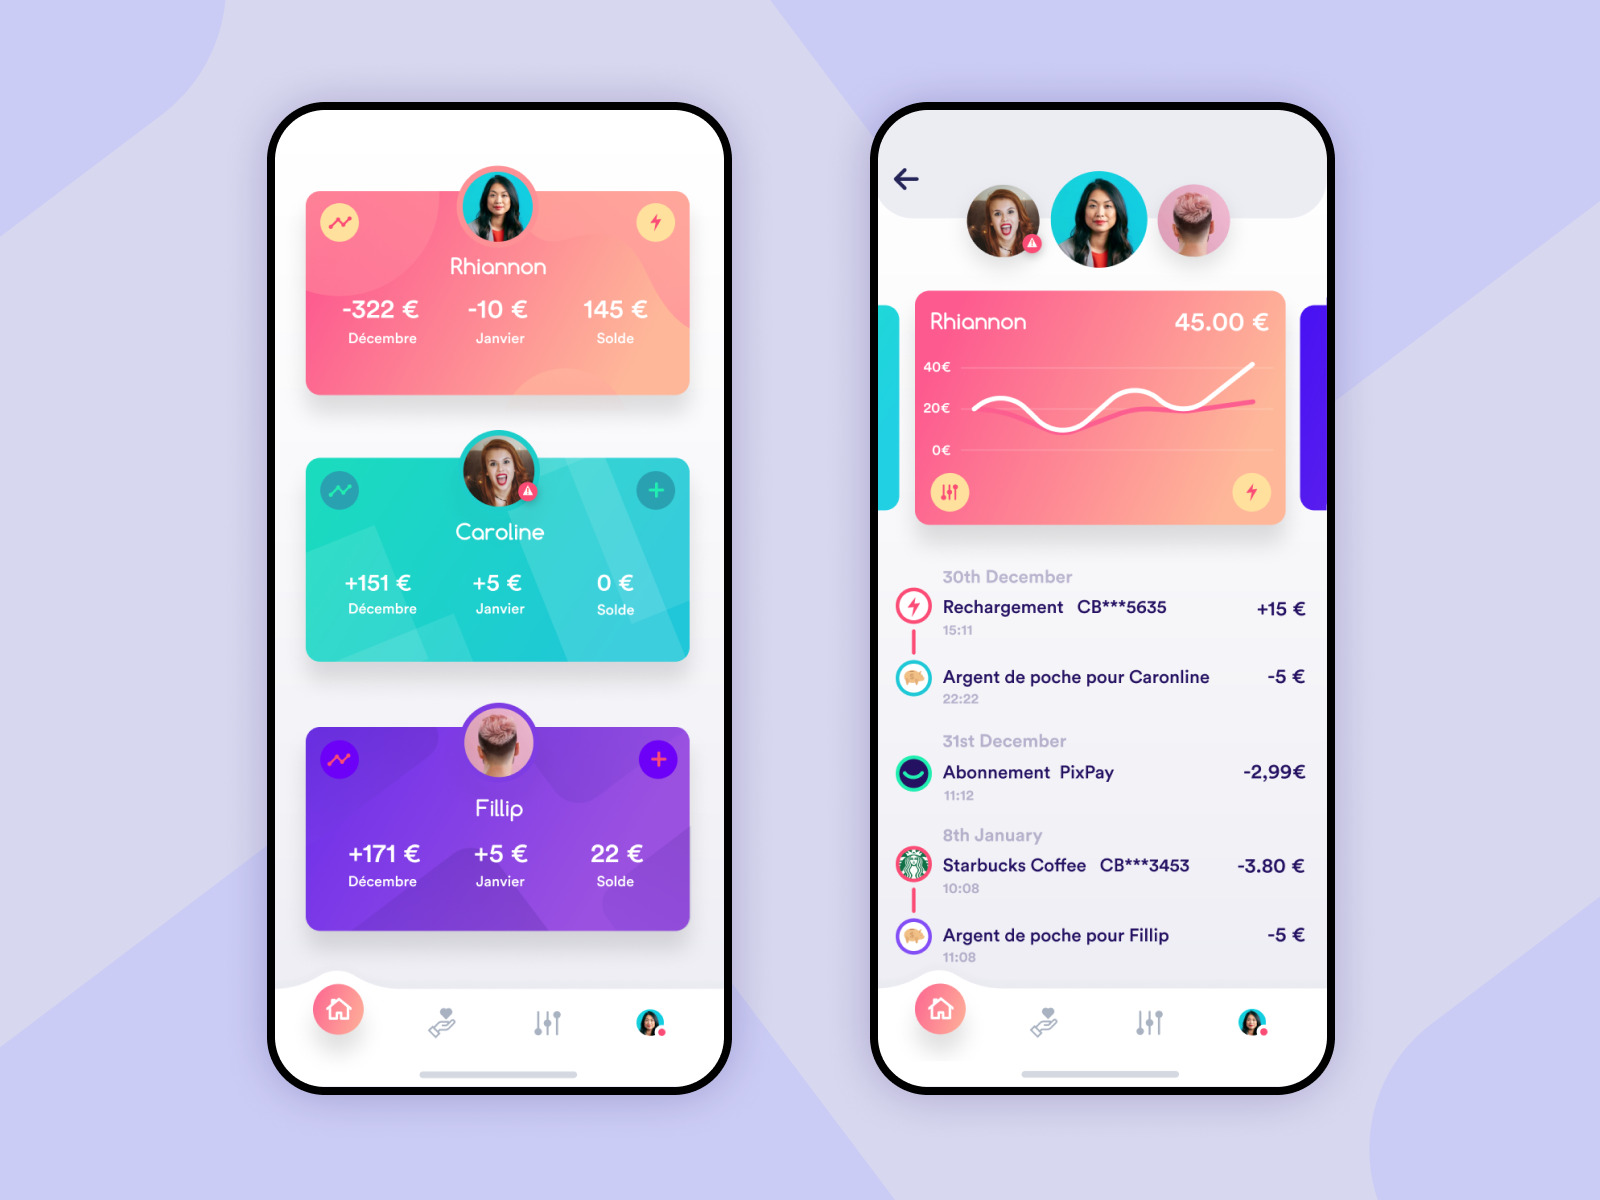 Rhiannon
-322 €
-10 €
145 €
Décembre
Janvier
Solde
Caroline
+151 €
+5 €
0 €
Décembre
Janvier
Solde
Fillip
+171 €
+5 €
22 €
Décembre
Janvier
Solde
Rhiannon
45.00 €
40€
20€
0€
30th December
Rechargement CB***5635
+15 €
15:11
Argent de poche pour Caronline
-5 €
22:22
31st December
Abonnement PixPay
-2,99€
11:12
8th January
Starbucks Coffee CB***3453
-3.80 €
10:08
Argent de poche pour Fillip
-5 €
11:08